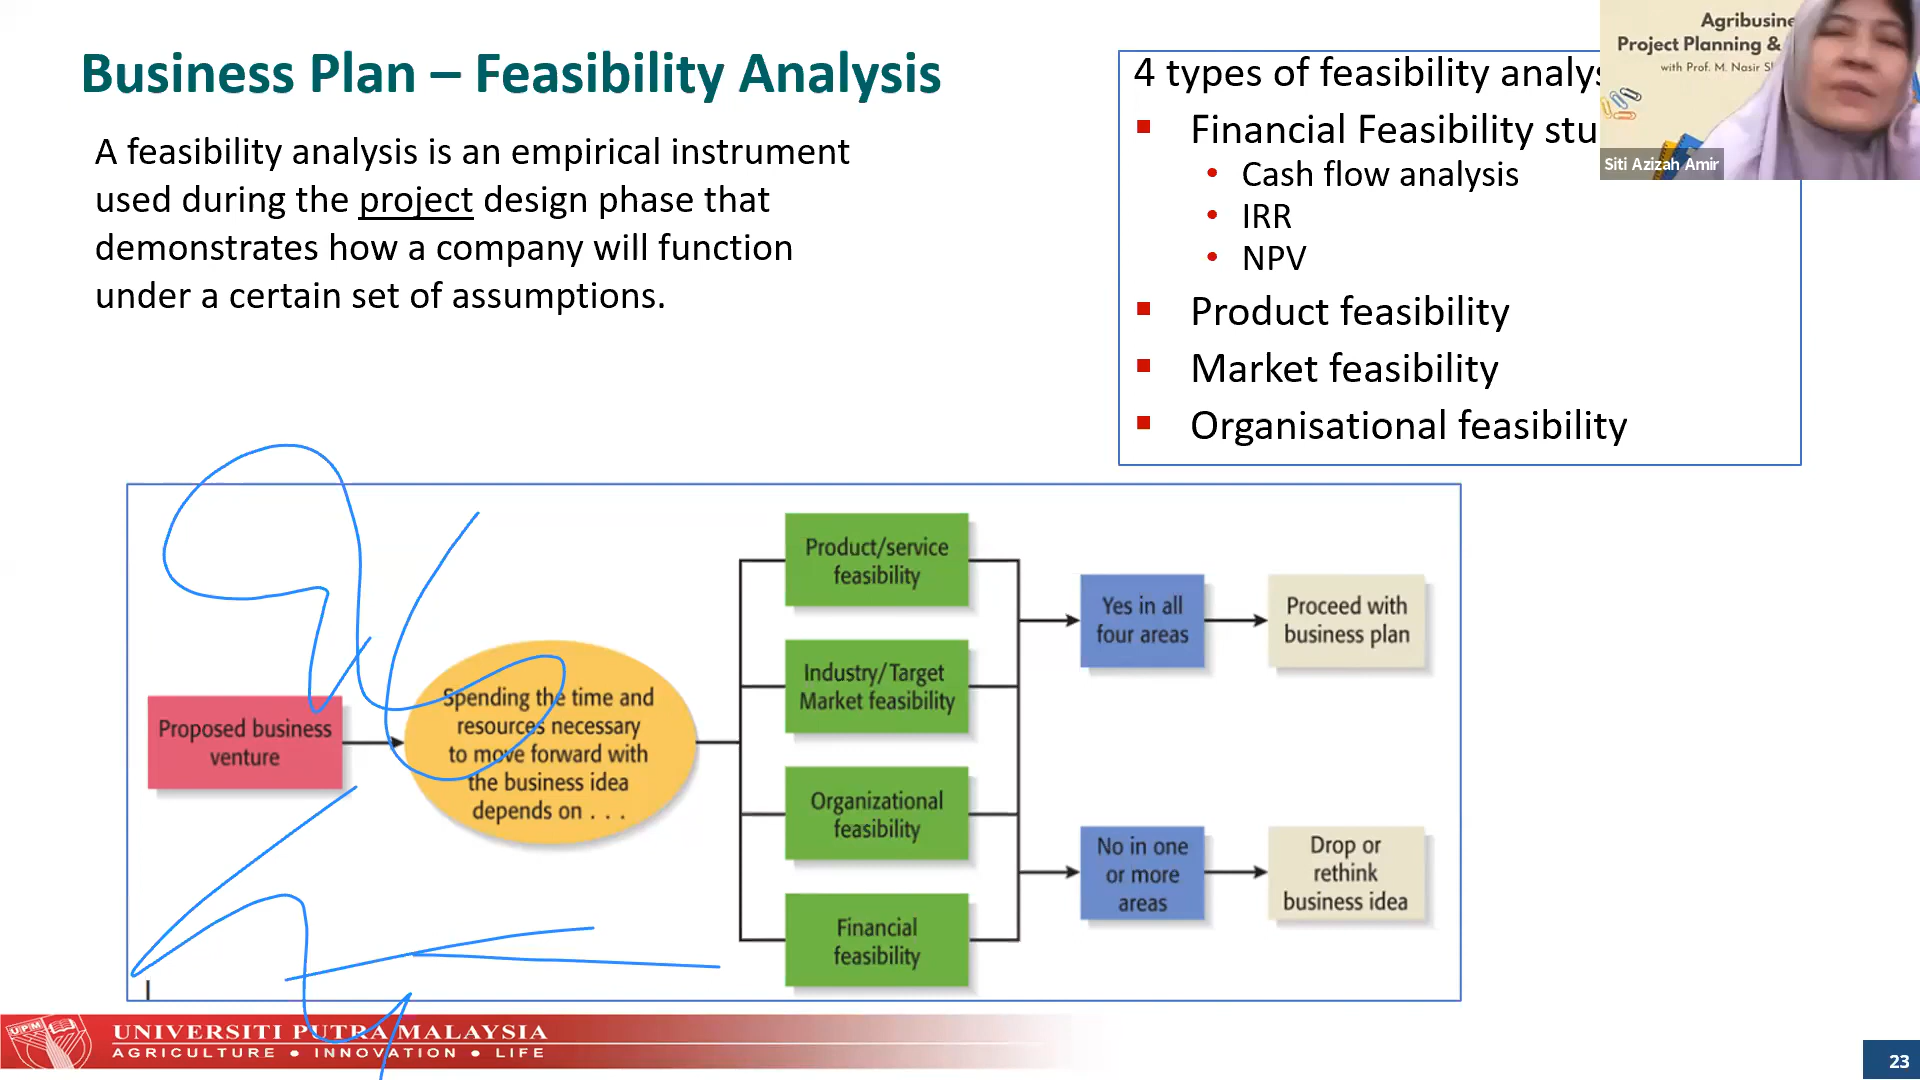 Business Plan – Feasibility Analysis
A feasibility analysis is an empirical instrument
used during the project design phase that
demonstrates how a company will function
under a certain set of assumptions.
4 types of feasibility
Financial Feasibility
• Cash flow analysis
• IRR
• NPV
Product feasibility
Market feasibility
Organisational feasibility
Project Planning &
with Prof. M. Nasir
Siti Azizah Amir
Proposed business
venture
Spending the time and
resources necessary
to move forward with
the business idea
depends on . . .
Product/service
feasibility
Industry/Target
Market feasibility
Organizational
feasibility
Financial
feasibility
Yes in all
four areas
Proceed with
business plan
No in one
or more
areas
Drop or
rethink
business idea
UPM
UNIVERSITI PUTRA MALAYSIA
AGRICULTURE • INNOVATION • LIFE
23